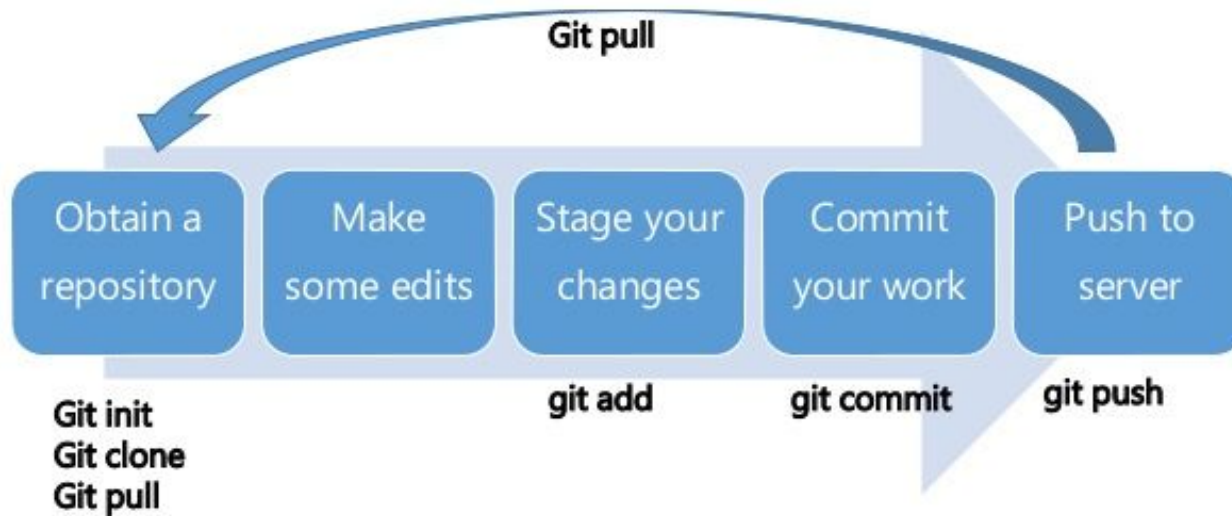 Git pull
Obtain a
repository
Make
some edits
Stage your
changes
Commit
your work
Push to
server
Git init
Git clone
Git pull
git add
git commit
git push